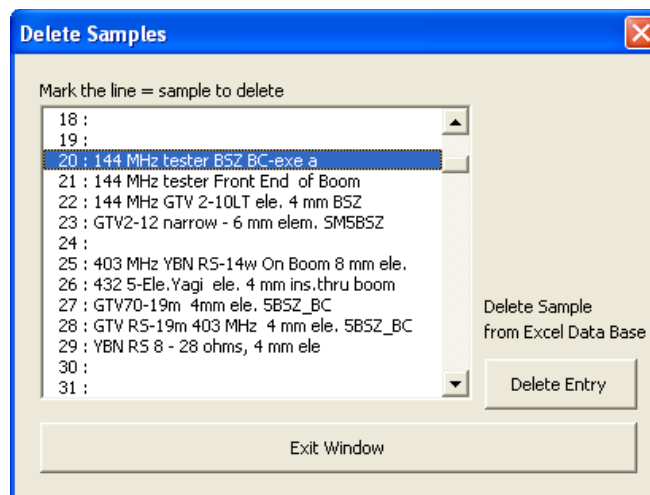 Delete Samples
Mark the line = sample to delete
18 :
19 :
20 : 144 MHz tester BSZ BC-exe a
21 : 144 MHz tester Front End  of Boom
22 : 144 MHz GTV 2-10LT ele. 4 mm BSZ
23 : GTV2-12 narrow - 6 mm elem. SM5BSZ
24 :
25 : 403 MHz YBN RS-14w On Boom 8 mm ele.
26 : 432 5-Ele.Yagi  ele. 4 mm ins.thru boom
27 : GTV70-19m  4mm ele. 5BSZ_BC
28 : GTV RS-19m 403 MHz  4 mm ele. 5BSZ_BC
29 : YBN RS 8 - 28 ohms, 4 mm ele
30 :
31 :
Delete Sample
from Excel Data Base
Delete Entry
Exit Window